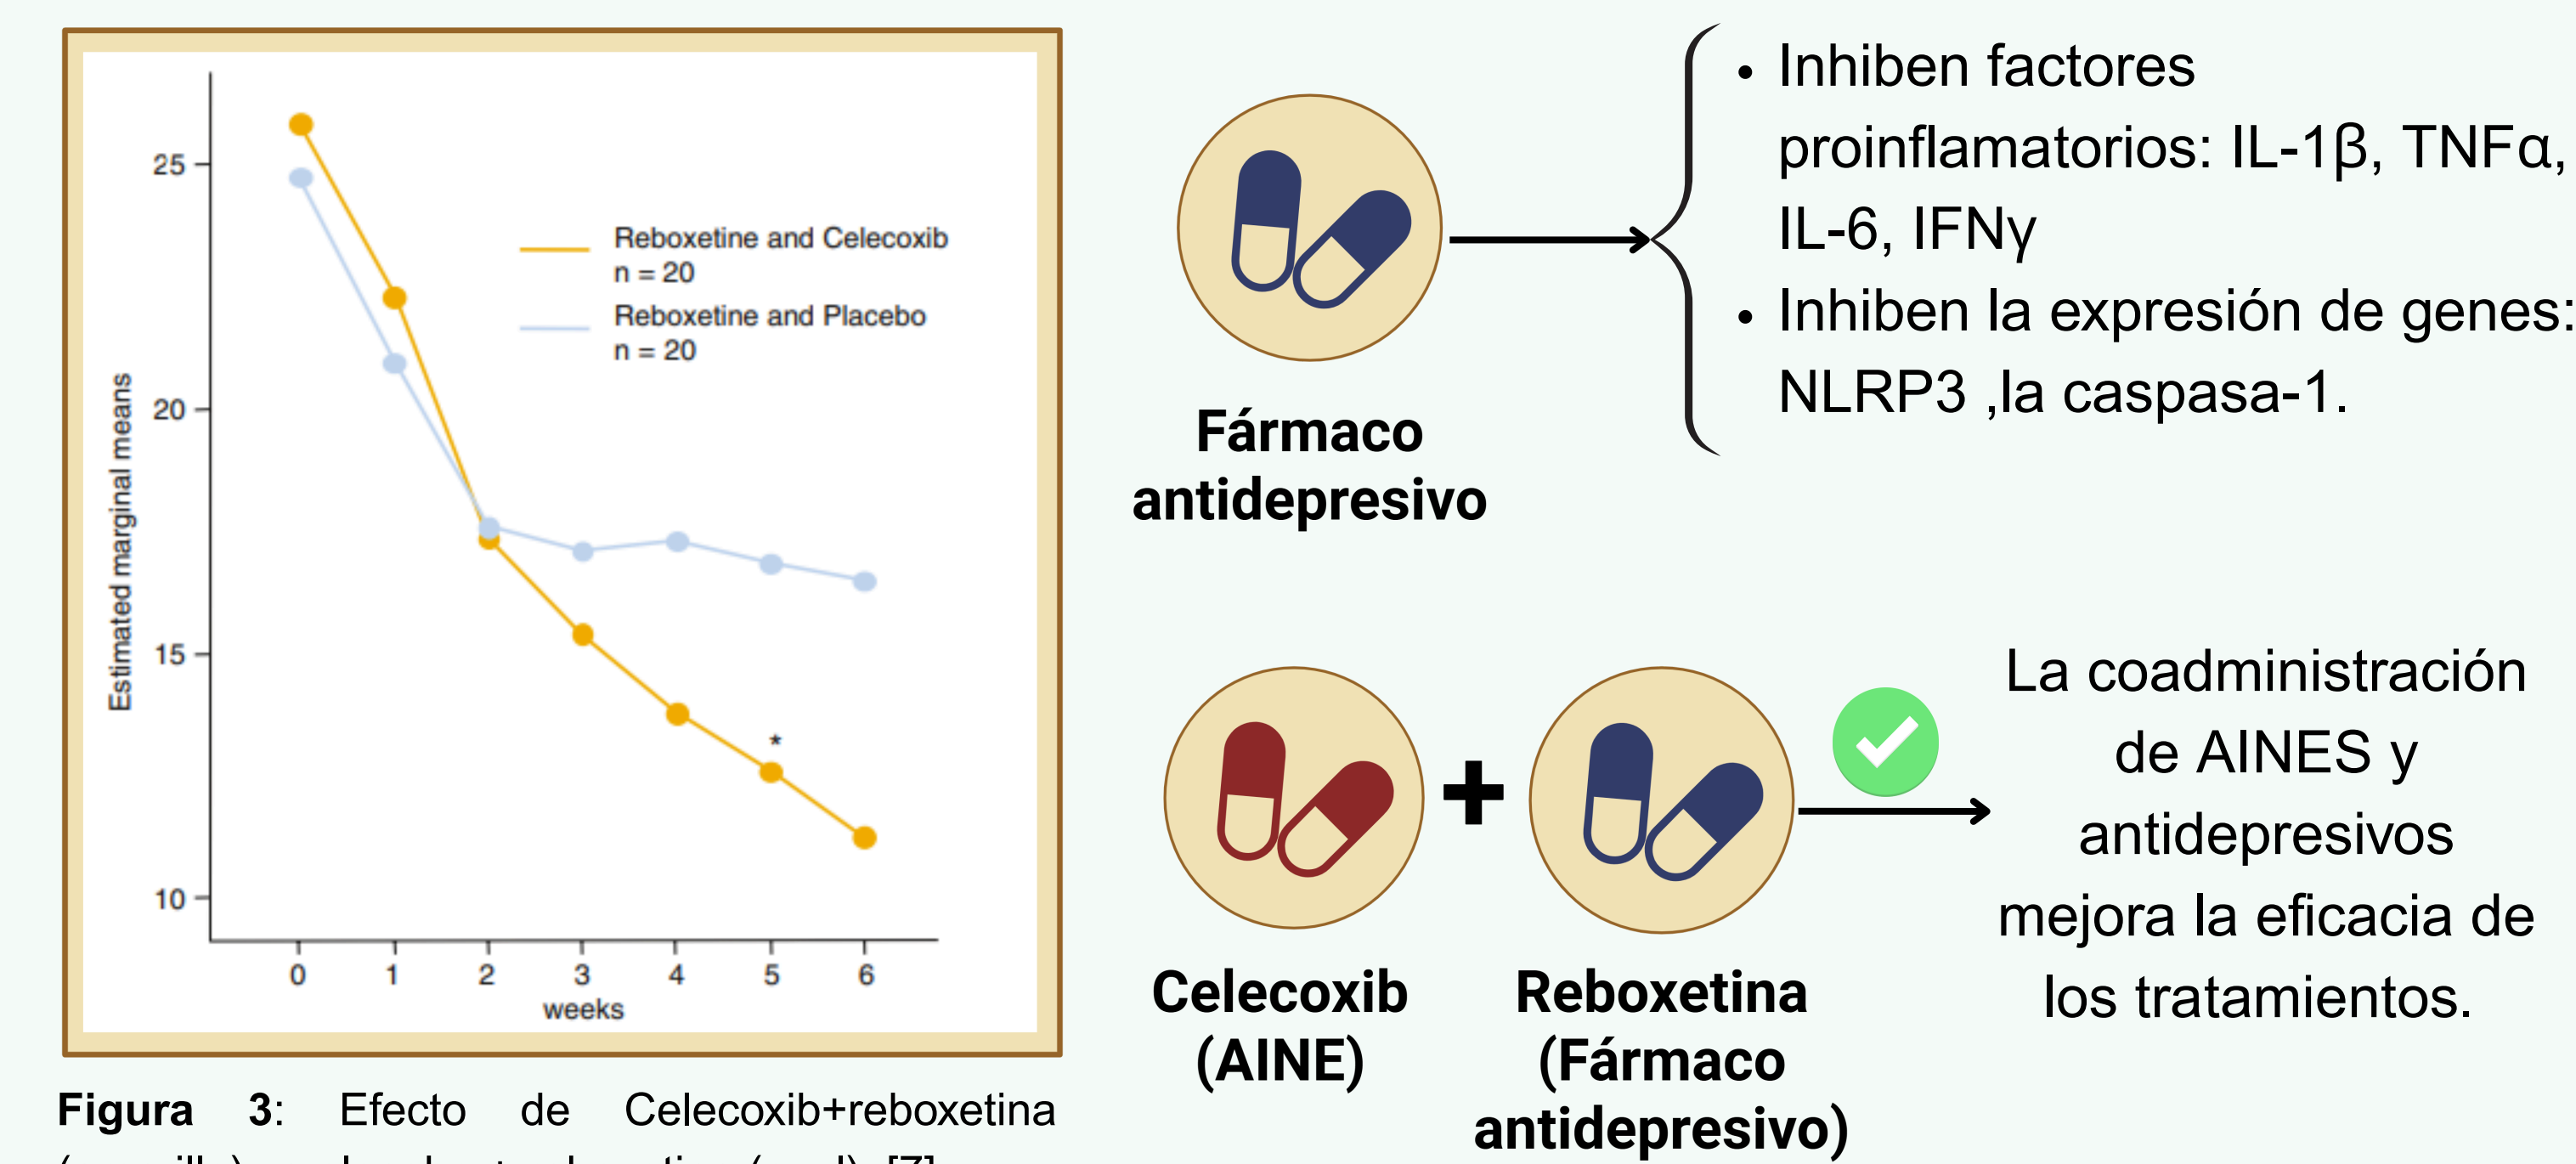 25
20
15
10
Estimated marginal means
Reboxetine and Celecoxib
n = 20
Reboxetine and Placebo
n = 20
*
0 1 2 3 4 5 6
weeks
Figura 3: Efecto de Celecoxib+reboxetina
Fármaco
antidepresivo
• Inhiben factores
proinflamatorios: IL-1β, TNFα,
IL-6, IFNγ
• Inhiben la expresión de genes:
NLRP3 ,la caspasa-1.
Celecoxib
(AINE)
+
Reboxetina
(Fármaco
antidepresivo)
La coadministración
de AINES y
antidepresivos
mejora la eficacia de
los tratamientos.